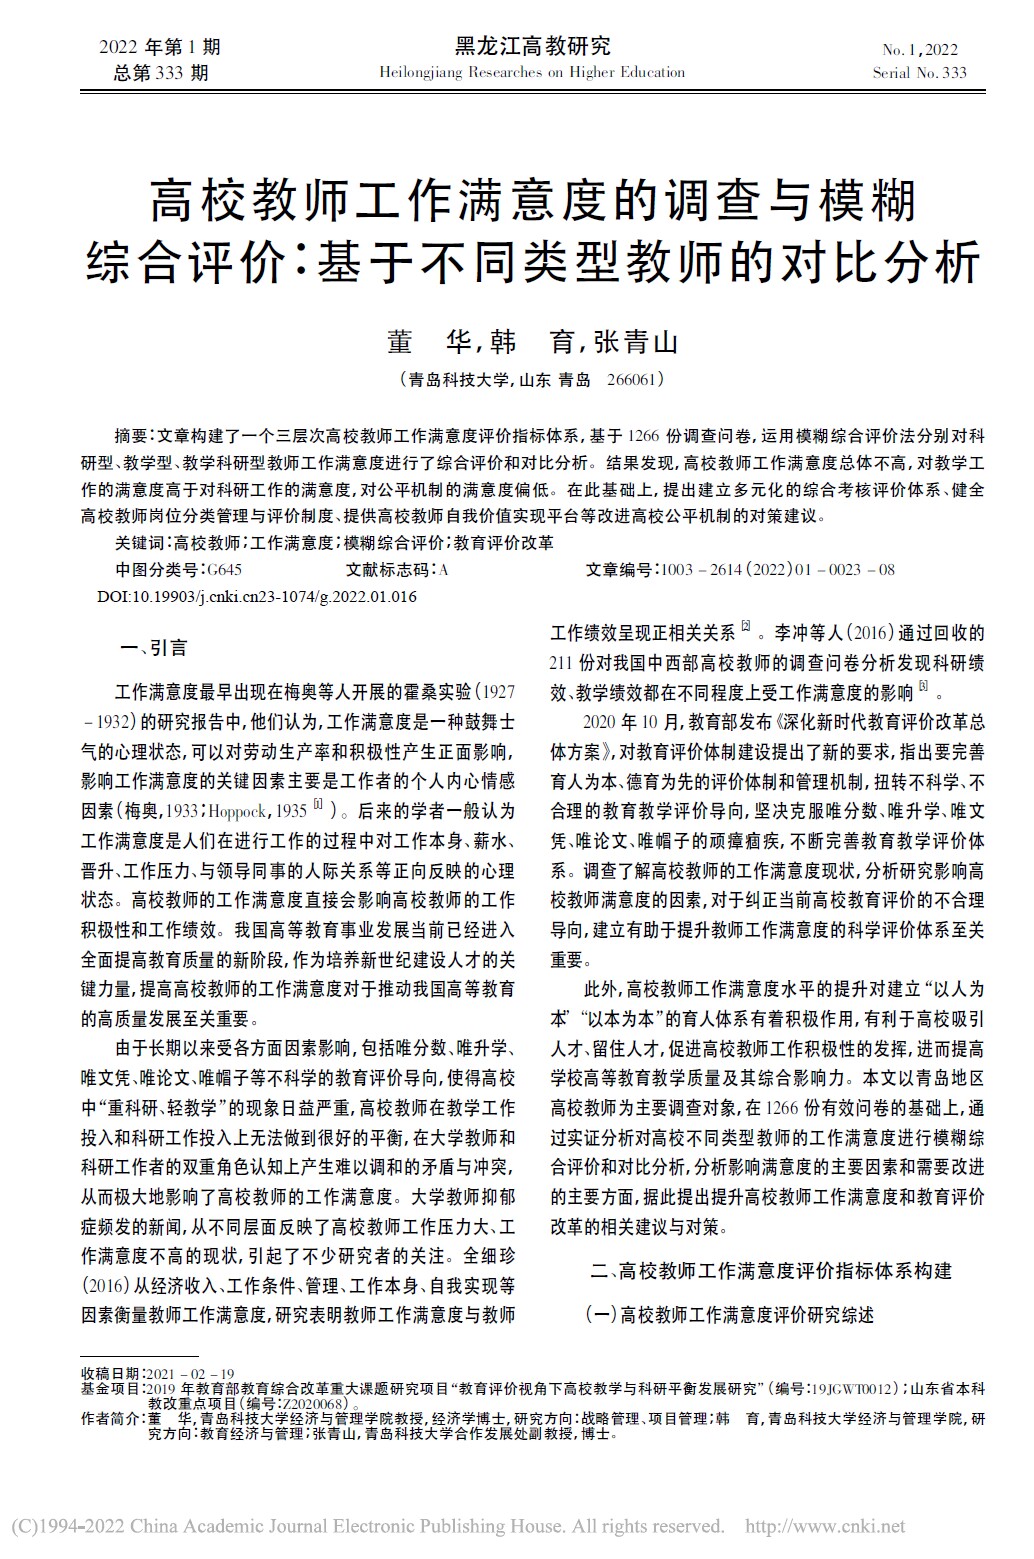 2022 年第 1 期
总第 333 期
黑龙江高教研究
Heilongjiang Researches on Higher Education
No. 1,2022
Serial No. 333
高校教师工作满意度的调查与模糊
综合评价:基于不同类型教师的对比分析
董　华,韩　育,张青山
(青岛科技大学,山东 青岛　266061)
摘要:文章构建了一个三层次高校教师工作满意度评价指标体系,基于 1266 份调查问卷,运用模糊综合评价法分别对科
研型、教学型、教学科研型教师工作满意度进行了综合评价和对比分析。结果发现,高校教师工作满意度总体不高,对教学工
作的满意度高于对科研工作的满意度,对公平机制的满意度偏低。在此基础上,提出建立多元化的综合考核评价体系、健全
高校教师岗位分类管理与评价制度、提供高校教师自我价值实现平台等改进高校公平机制的对策建议。
关键词:高校教师;工作满意度;模糊综合评价;教育评价改革
中图分类号:G645　　文献标志码:A　　文章编号:1003 – 2614(2022)01 – 0023 – 08
DOI:10.19903/j.cnki.cn23-1074/g.2022.01.016
一、引言
工作满意度最早出现在梅奥等人开展的霍桑实验(1927
– 1932)的研究报告中,他们认为,工作满意度是一种鼓舞士
气的心理状态,可以对劳动生产率和积极性产生正面影响,
影响工作满意度的关键因素主要是工作者的个人内心情感
因素(梅奥,1933;Hoppock,1935[1])。后来的学者一般认为
工作满意度是人们在进行工作的过程中对工作本身、薪水、
晋升、工作压力、与领导同事的人际关系等正向反映的心理
状态。高校教师的工作满意度直接会影响高校教师的工作
积极性和工作绩效。我国高等教育事业发展当前已经进入
全面提高教育质量的新阶段,作为培养新世纪建设人才的关
键力量,提高高校教师的工作满意度对于推动我国高等教育
的高质量发展至关重要。
由于长期以来受各方面因素影响,包括唯分数、唯升学、
唯文凭、唯论文、唯帽子等不科学的教育评价导向,使得高校
中“重科研、轻教学”的现象日益严重,高校教师在教学工作
投入和科研工作投入上无法做到很好的平衡,在大学教师和
科研工作者的双重角色认知上产生难以调和的矛盾与冲突,
从而极大地影响了高校教师的工作满意度。大学教师抑郁
症频发的新闻,从不同层面反映了高校教师工作压力大、工
作满意度不高的现状,引起了不少研究者的关注。全细珍
(2016)从经济收入、工作条件、管理、工作本身、自我实现等
因素衡量教师工作满意度,研究表明教师工作满意度与教师
工作绩效呈现正相关关系[2]。李冲等人(2016)通过回收的
211 份对我国中西部高校教师的调查问卷分析发现科研绩
效、教学绩效都在不同程度上受工作满意度的影响[3]。
2020 年 10 月,教育部发布《深化新时代教育评价改革总
体方案》,对教育评价体制建设提出了新的要求,指出要完善
育人为本、德育为先的评价体制和管理机制,扭转不科学、不
合理的教育教学评价导向,坚决克服唯分数、唯升学、唯文
凭、唯论文、唯帽子的顽瘴痼疾,不断完善教育教学评价体
系。调查了解高校教师的工作满意度现状,分析研究影响高
校教师满意度的因素,对于纠正当前高校教育评价的不合理
导向,建立有助于提升教师工作满意度的科学评价体系至关
重要。
此外,高校教师工作满意度水平的提升对建立“以人为
本”“以本为本”的育人体系有着积极作用,有利于高校吸引
人才、留住人才,促进高校教师工作积极性的发挥,进而提高
学校高等教育教学质量及其综合影响力。本文以青岛地区
高校教师为主要调查对象,在 1266 份有效问卷的基础上,通
过实证分析对高校不同类型教师的工作满意度进行模糊综
合评价和对比分析,分析影响满意度的主要因素和需要改进
的主要方面,据此提出提升高校教师工作满意度和教育评价
改革的相关建议与对策。
二、高校教师工作满意度评价指标体系构建
(一)高校教师工作满意度评价研究综述
收稿日期:2021 – 02 – 19
基金项目:2019 年教育部教育综合改革重大课题研究项目“教育评价视角下高校教学与科研平衡发展研究”(编号:19JGWT0012);山东省本科
教改重点项目(编号:Z2020068)。
作者简介:董　华,青岛科技大学经济与管理学院教授,经济学博士,研究方向:战略管理、项目管理;韩　育,青岛科技大学经济与管理学院,研
究方向:教育经济与管理;张青山,青岛科技大学合作发展处副教授,博士。
(C)1994-2022 China Academic Journal Electronic Publishing House. All rights reserved.　http://www.cnki.net